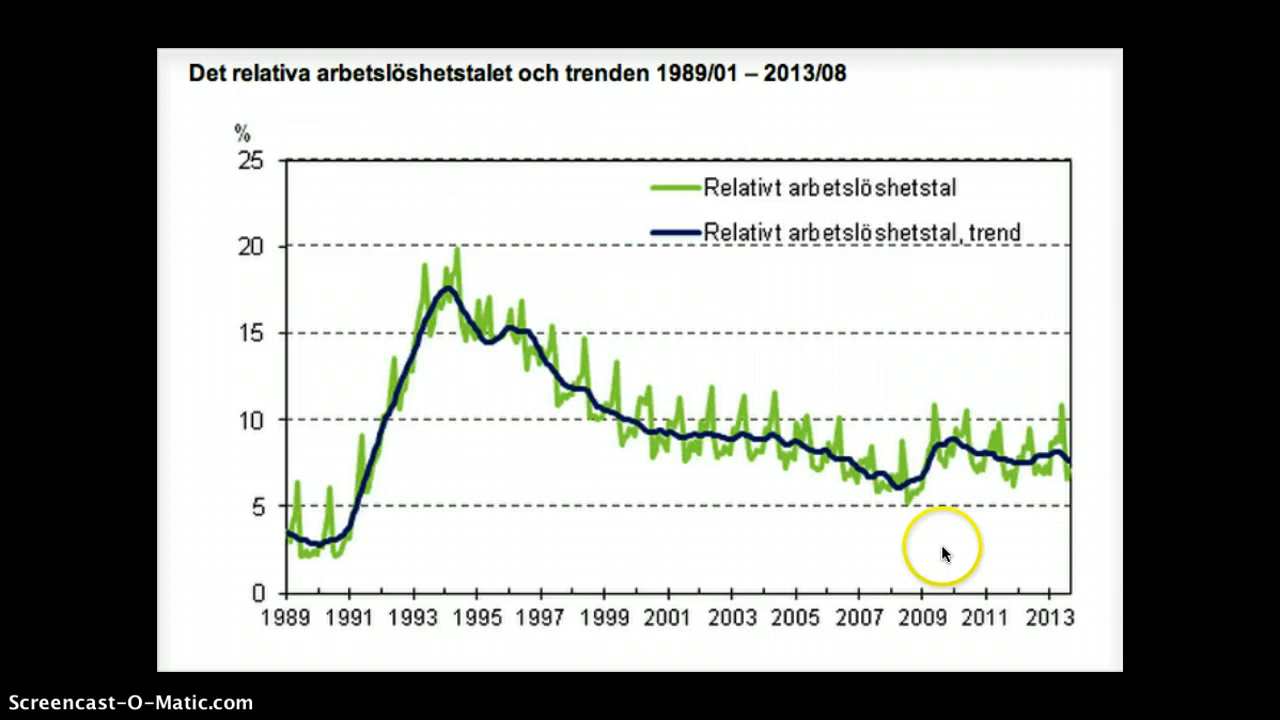 Det relativa arbetslöshetstalet och trenden 1989/01 – 2013/08
%
25
Relativt arbetslöshetstal
Relativt arbetslöshetstal, trend
20
15
10
5
0
1989 1991 1993 1995 1997 1999 2001 2003 2005 2007 2009 2011 2013
Screencast-O-Matic.com